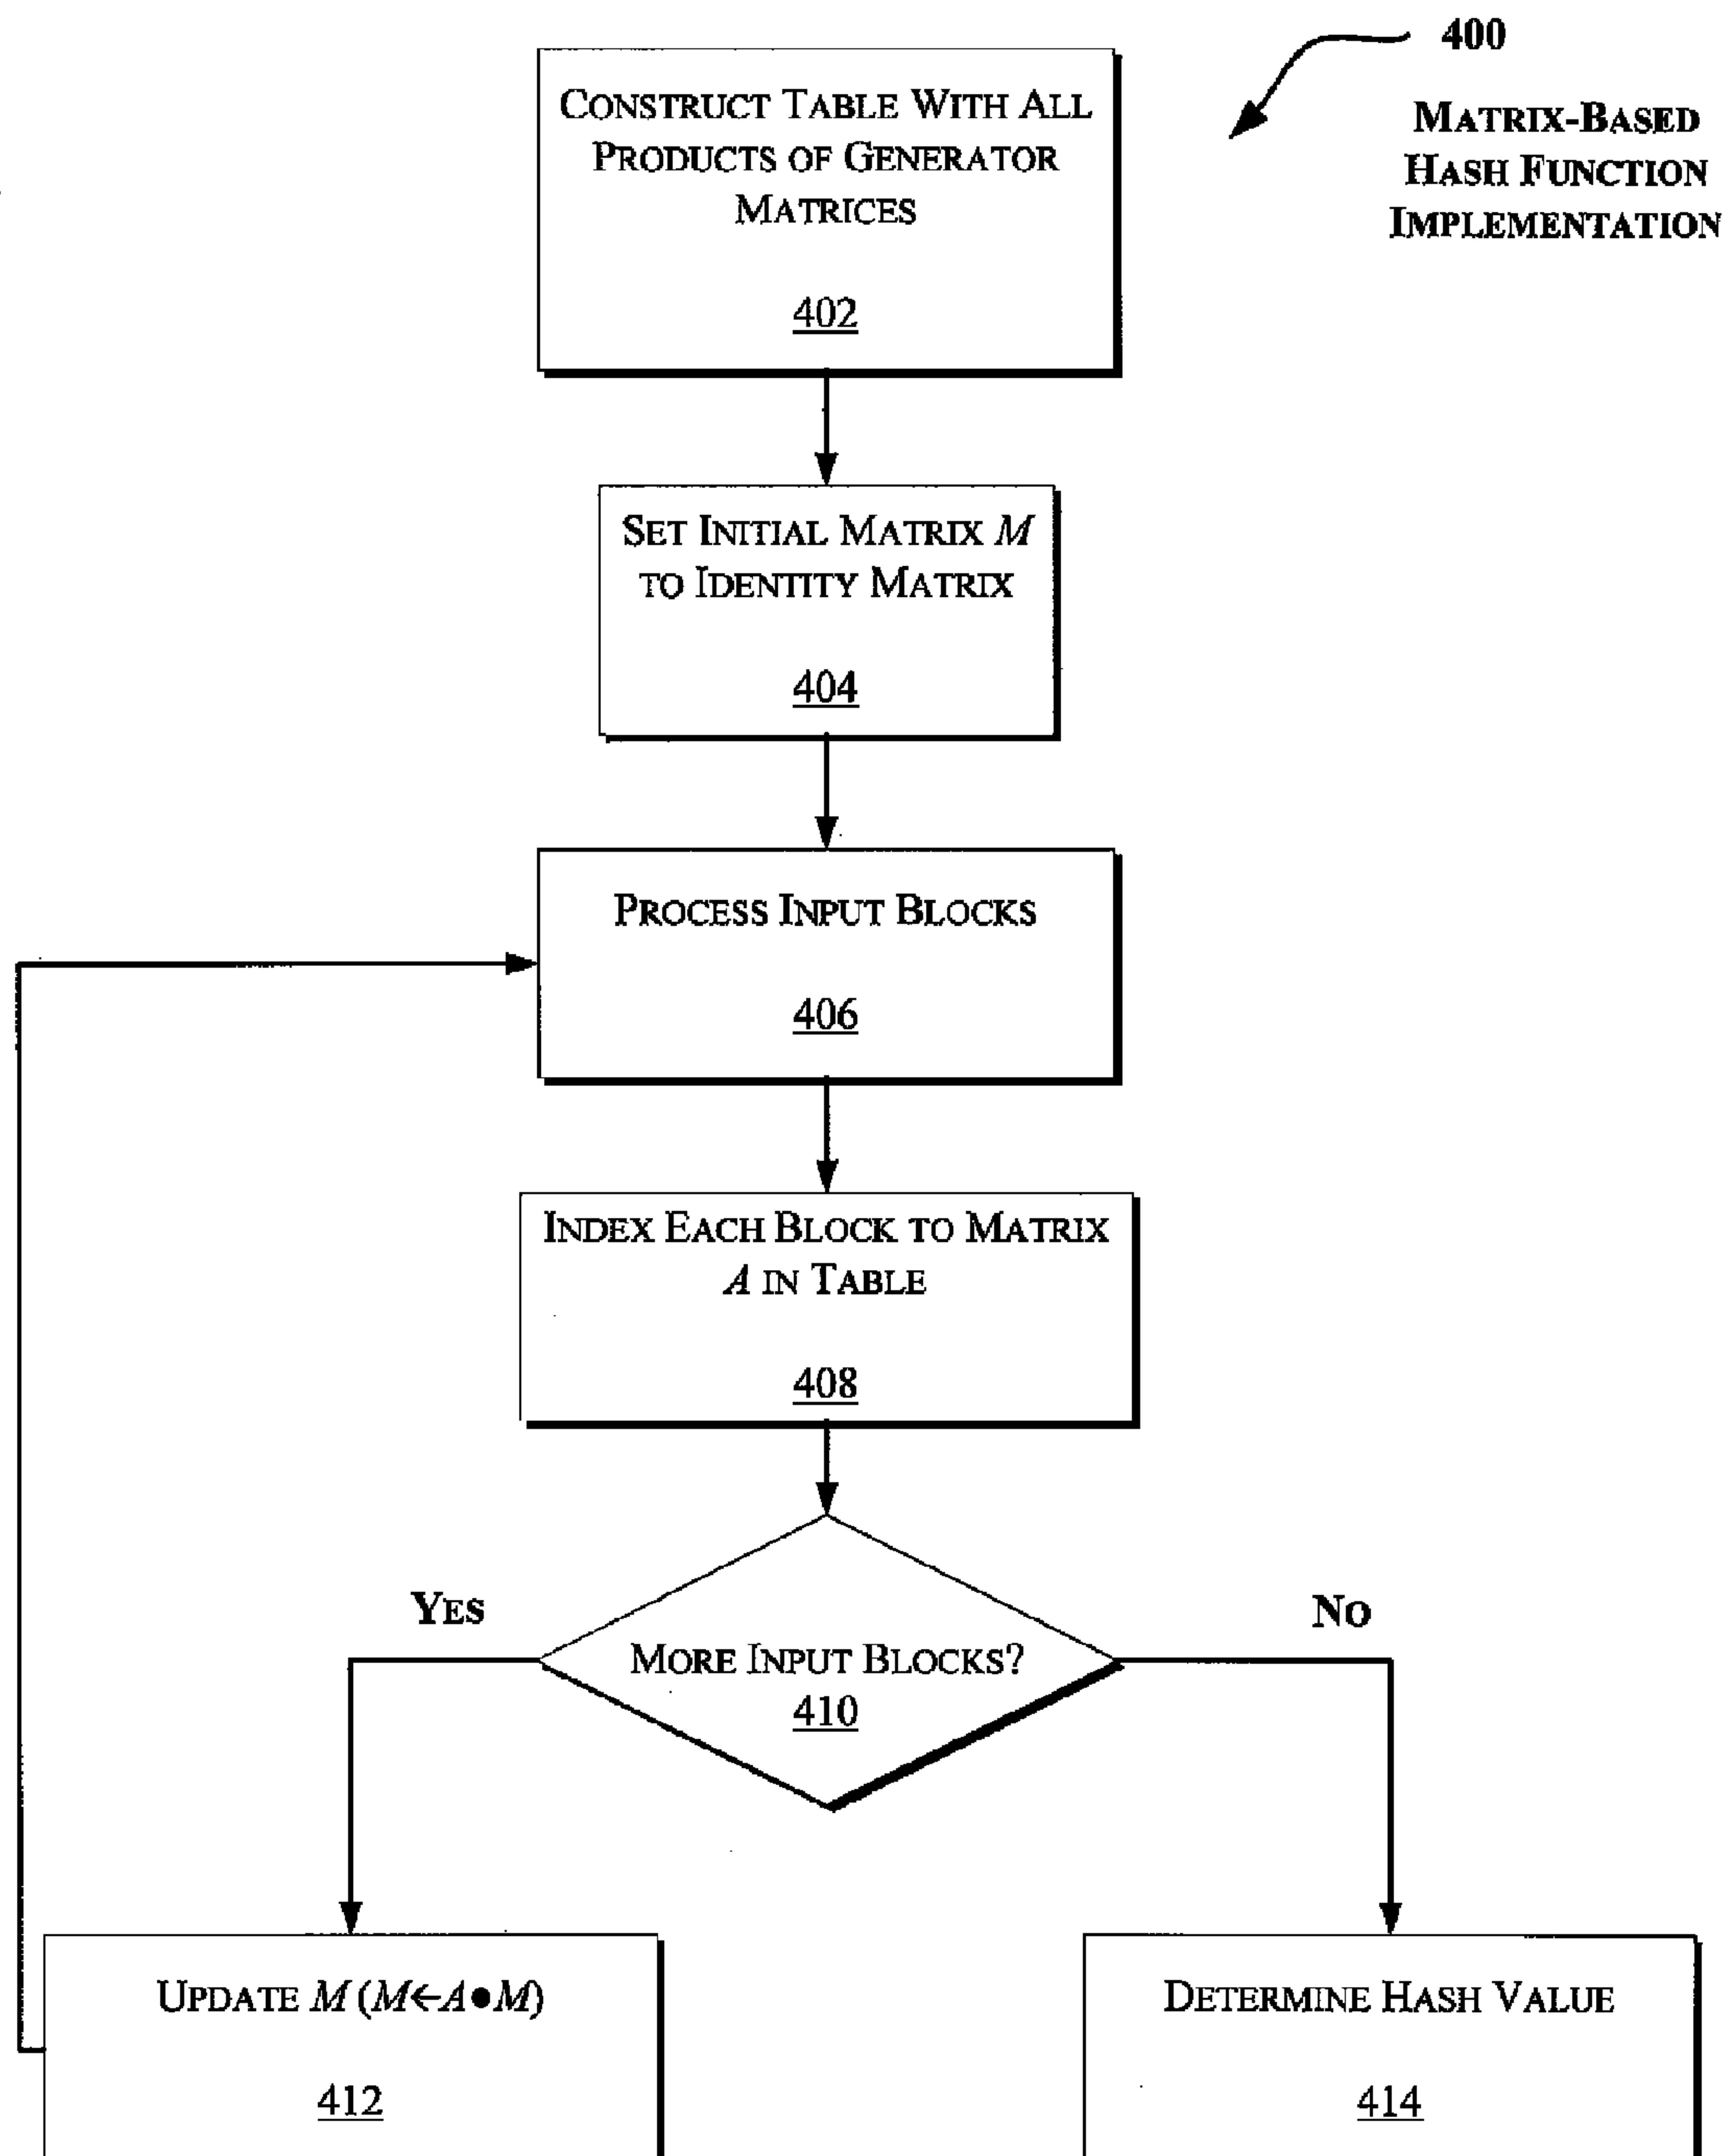 400
MATRIX-BASED
HASH FUNCTION
IMPLEMENTATION
CONSTRUCT TABLE WITH ALL
PRODUCTS OF GENERATOR
MATRICES
402
SET INITIAL MATRIX M
TO IDENTITY MATRIX
404
PROCESS INPUT BLOCKS
406
INDEX EACH BLOCK TO MATRIX
A IN TABLE
408
YES
NO
MORE INPUT BLOCKS?
410
UPDATE M (M←A●M)
412
DETERMINE HASH VALUE
414